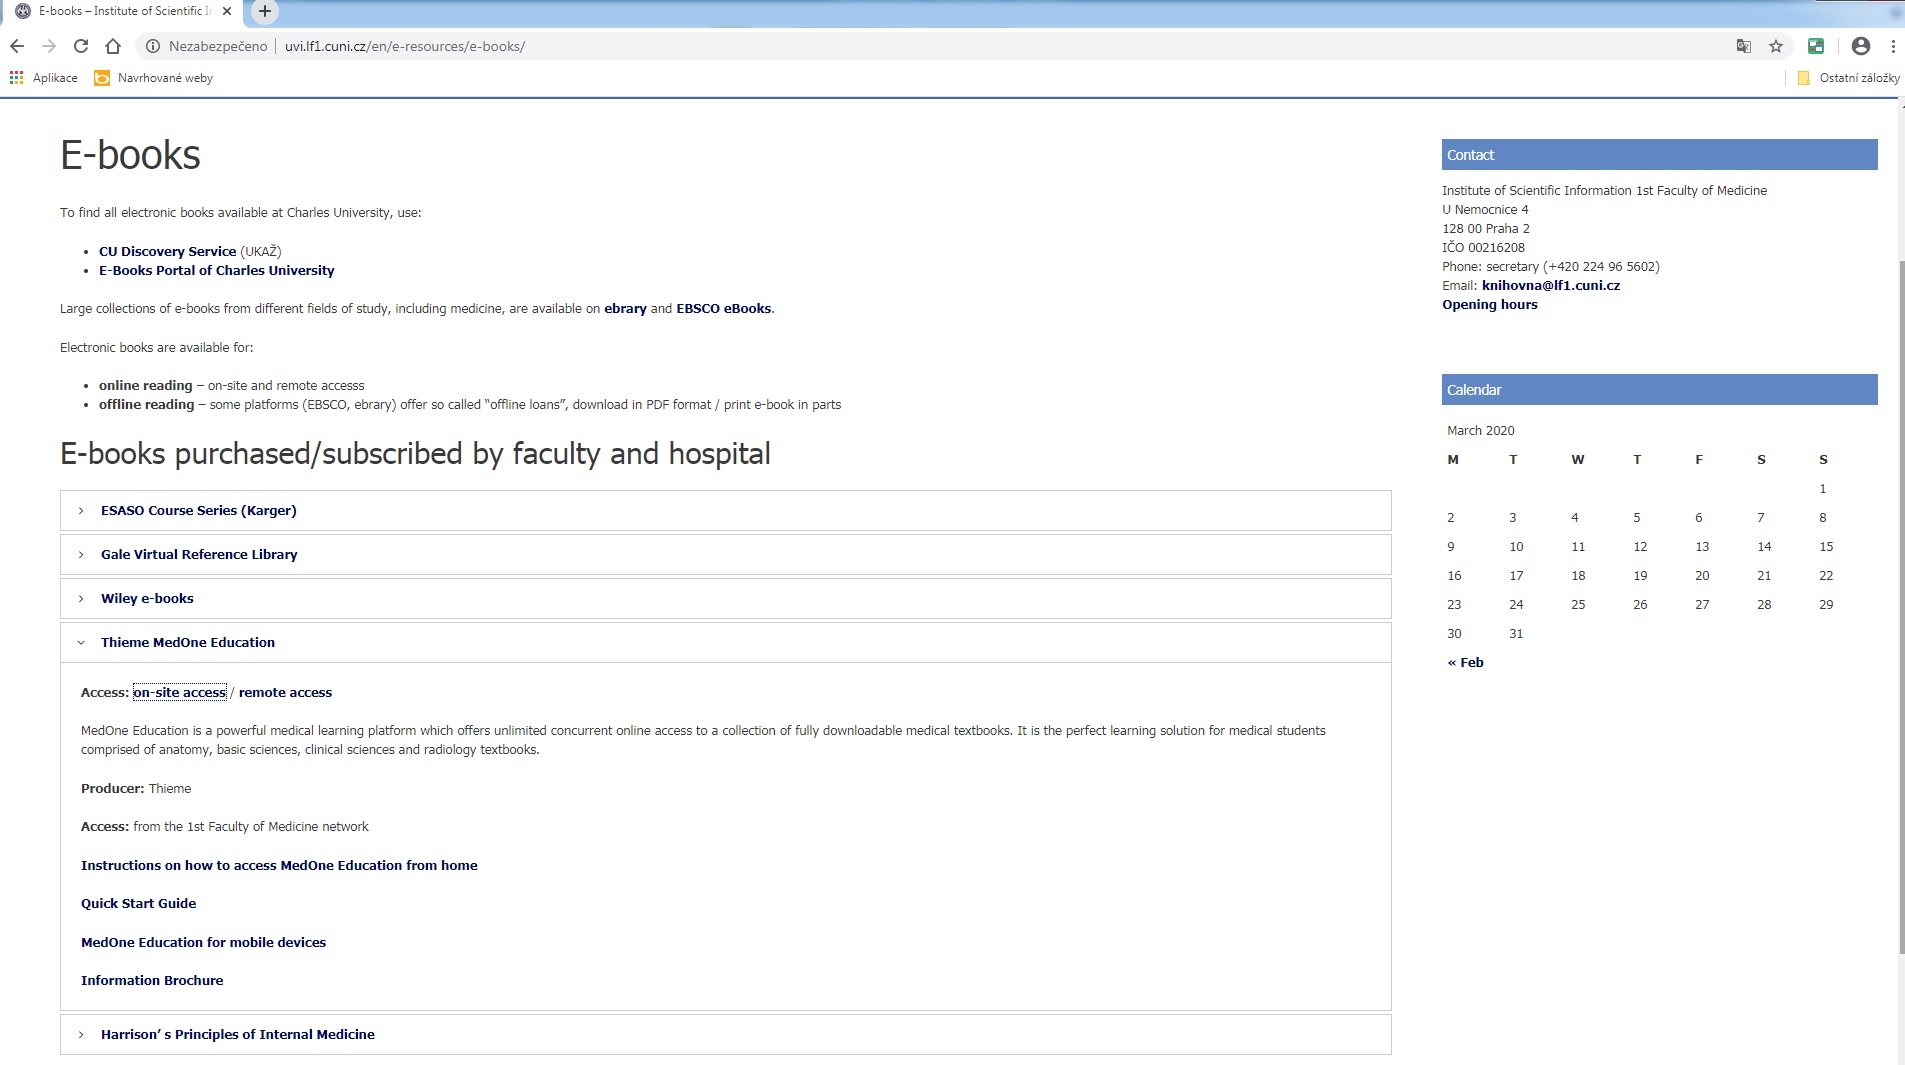 E-books – Institute of Scientific Ir
Nezabezpečeno
uvi.lf1.cuni.cz/en/e-resources/e-books/
Aplikace
Navrhované weby
Ostatní záložky
E-books
To find all electronic books available at Charles University, use:
CU Discovery Service (UKAŽ)
E-Books Portal of Charles University
Large collections of e-books from different fields of study, including medicine, are available on ebrary and EBSCO eBooks.
Electronic books are available for:
online reading – on-site and remote accesss
offline reading – some platforms (EBSCO, ebrary) offer so called “offline loans”, download in PDF format / print e-book in parts
E-books purchased/subscribed by faculty and hospital
ESASO Course Series (Karger)
Gale Virtual Reference Library
Wiley e-books
Thieme MedOne Education
Access: on-site access / remote access
MedOne Education is a powerful medical learning platform which offers unlimited concurrent online access to a collection of fully downloadable medical textbooks. It is the perfect learning solution for medical students
comprised of anatomy, basic sciences, clinical sciences and radiology textbooks.
Producer: Thieme
Access: from the 1st Faculty of Medicine network
Instructions on how to access MedOne Education from home
Quick Start Guide
MedOne Education for mobile devices
Information Brochure
Harrison’ s Principles of Internal Medicine
Contact
Institute of Scientific Information 1st Faculty of Medicine
U Nemocnice 4
128 00 Praha 2
IČO 00216208
Phone: secretary (+420 224 96 5602)
Email: knihovna@lf1.cuni.cz
Opening hours
Calendar
March 2020
M T W T F S S
1
2 3 4 5 6 7 8
9 10 11 12 13 14 15
16 17 18 19 20 21 22
23 24 25 26 27 28 29
30 31
« Feb